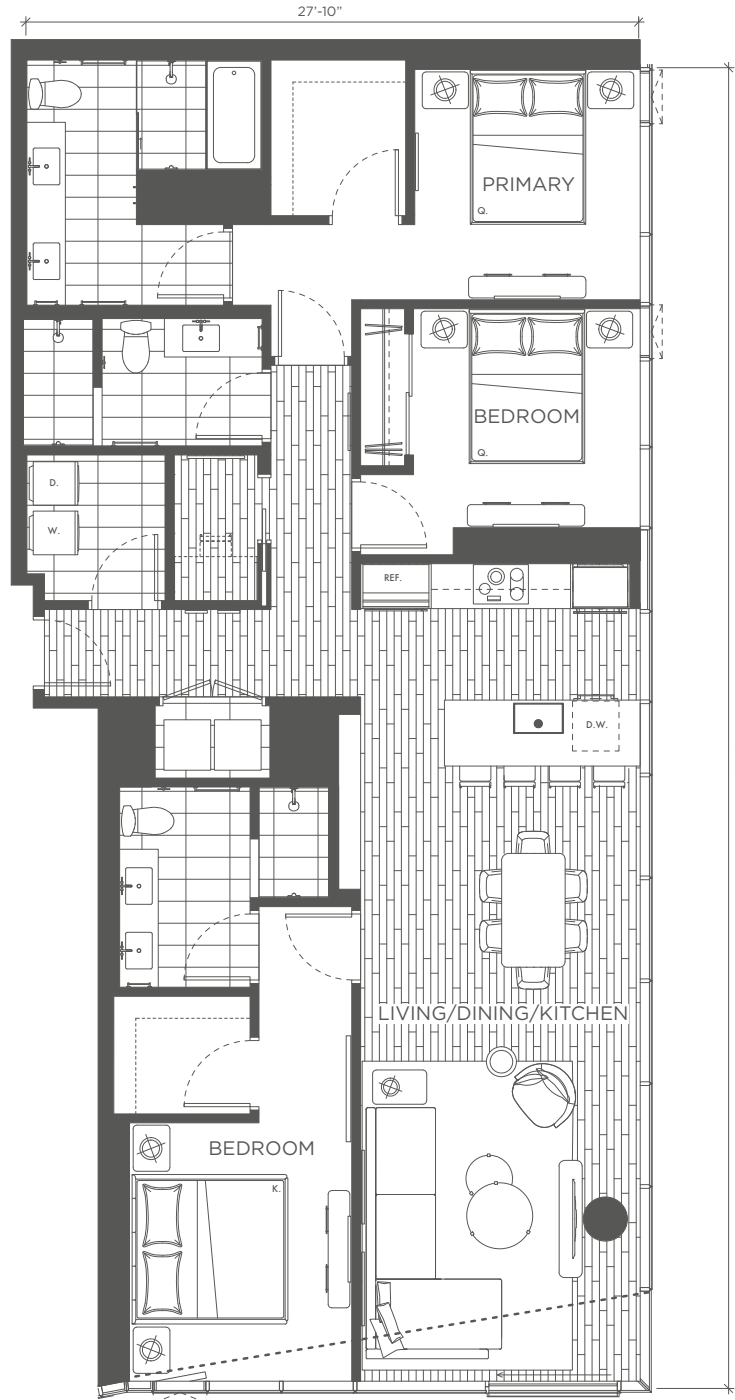 27'-10"
PRIMARY
Q.
BEDROOM
Q.
D.
W.
REF.
D.W.
LIVING/DINING/KITCHEN
BEDROOM
K.